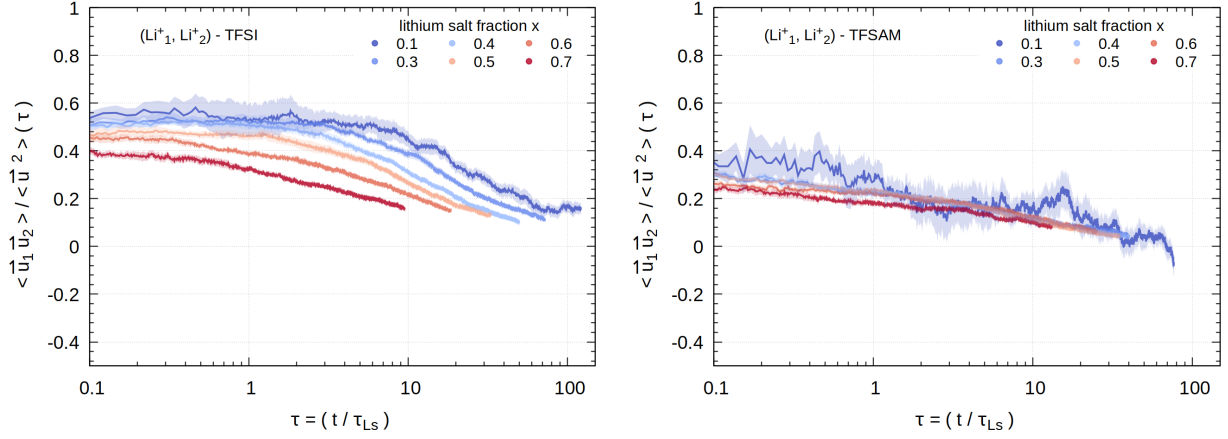 (Li⁺₁, Li⁺₂) - TFSI
lithium salt fraction x
0.1 0.4 0.6
0.3 0.5 0.7
1
0.8
0.6
0.4
0.2
0
-0.2
-0.4
0.1 1 10 100
< u⃗₁ u⃗₂ > / < u⃗ ² > ( τ )
τ = ( t / τ_Ls )
(Li⁺₁, Li⁺₂) - TFSAM
lithium salt fraction x
0.1 0.4 0.6
0.3 0.5 0.7
1
0.8
0.6
0.4
0.2
0
-0.2
-0.4
0.1 1 10 100
< u⃗₁ u⃗₂ > / < u⃗ ² > ( τ )
τ = ( t / τ_Ls )